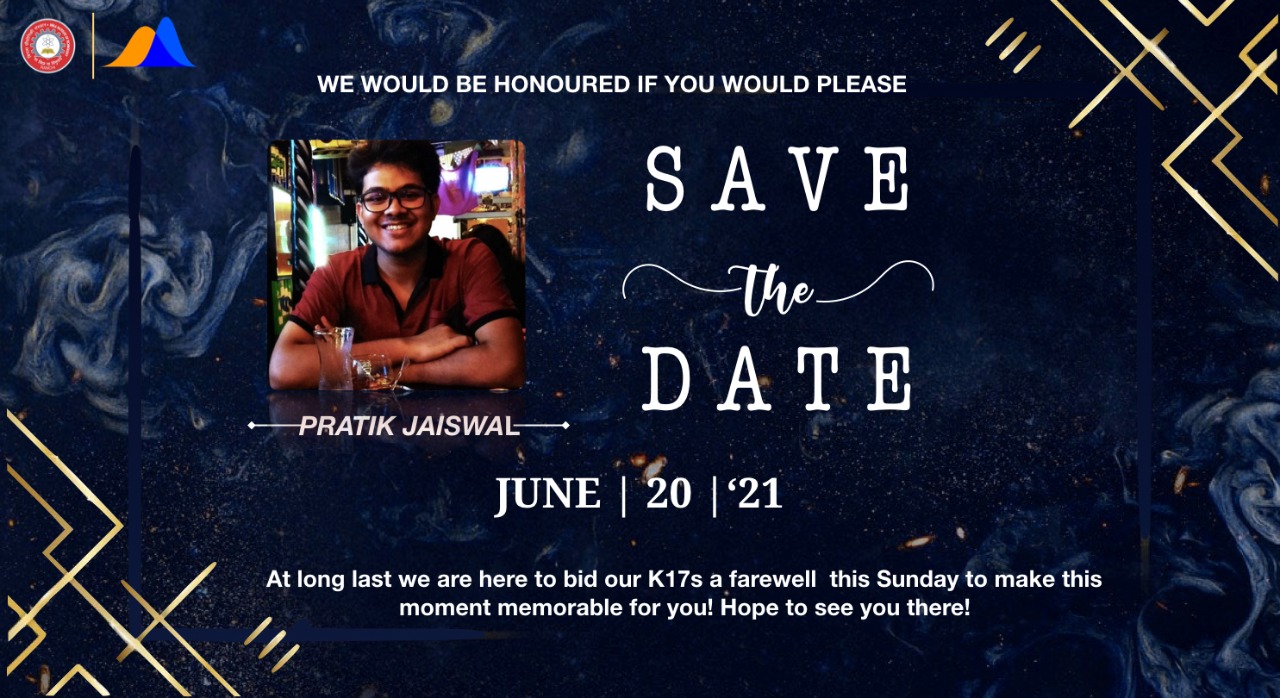 WE WOULD BE HONOURED IF YOU WOULD PLEASE
SAVE
the
DATE
PRATIK JAISWAL
JUNE | 20 |‘21
At long last we are here to bid our K17s a farewell  this Sunday to make this
moment memorable for you! Hope to see you there!